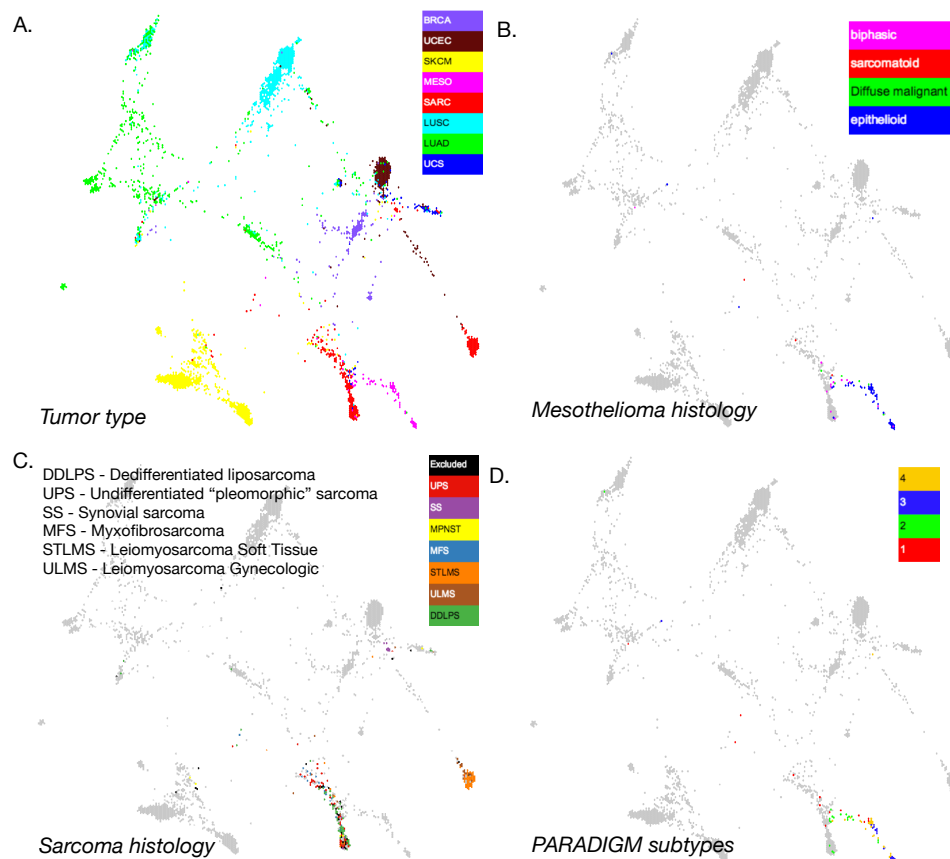 A.
BRCA
UCEC
SKCM
MESO
SARC
LUSC
LUAD
UCS
Tumor type
B.
biphasic
sarcomatoid
Diffuse malignant
epithelioid
Mesothelioma histology
C.
DDLPS - Dedifferentiated liposarcoma
UPS - Undifferentiated “pleomorphic” sarcoma
SS - Synovial sarcoma
MFS - Myxofibrosarcoma
STLMS - Leiomyosarcoma Soft Tissue
ULMS - Leiomyosarcoma Gynecologic
Excluded
UPS
SS
MPNST
MFS
STLMS
ULMS
DDLPS
Sarcoma histology
D.
4
3
2
1
PARADIGM subtypes